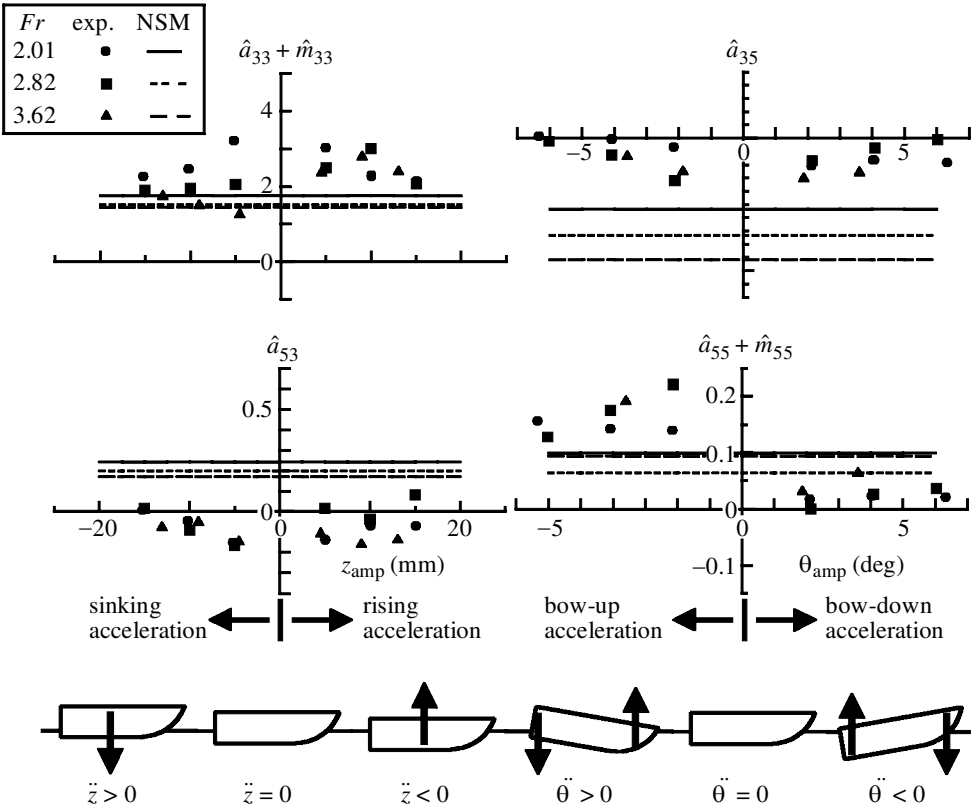 Fr exp. NSM
2.01
2.82
3.62
â33 + m̂33
4
2
0
â35
−5 0 5
â53
0.5
−20 0 20
zamp (mm)
â55 + m̂55
0.2
0.1
0
−0.1
−5 0 5
θamp (deg)
sinking
acceleration
rising
acceleration
bow-up
acceleration
bow-down
acceleration
z̈ > 0 z̈ = 0 z̈ < 0 θ̈ > 0 θ̈ = 0 θ̈ < 0